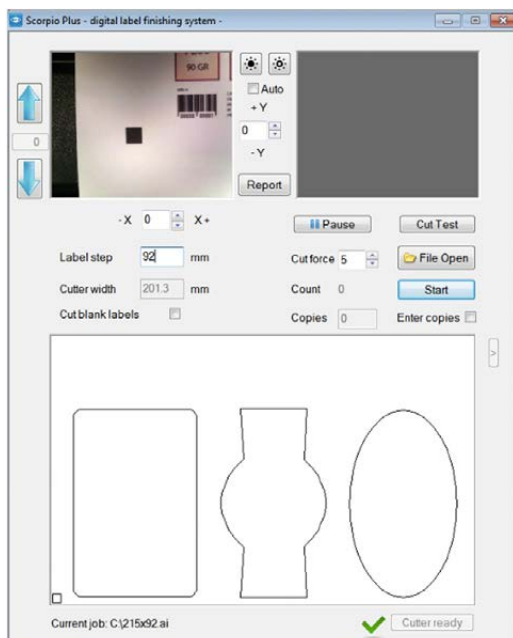 Scorpio Plus - digital label finishing system -
90 GR
Auto
+ Y
0
0
- Y
Report
- X 0 X +
Pause
Cut Test
Label step 92 mm
Cut force 5
File Open
Cutter width 201.3 mm
Count 0
Start
Cut blank labels
Copies 0
Enter copies
>
Current job: C:\215x92.ai
Cutter ready